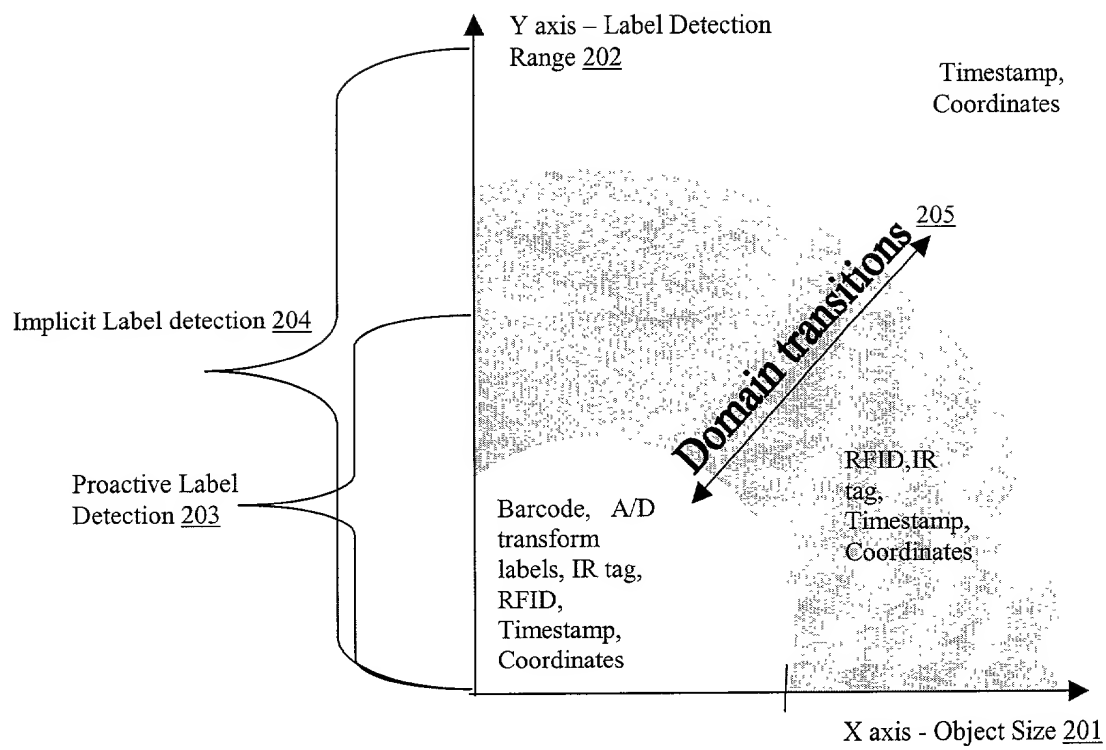 Y axis – Label Detection
Range 202
Timestamp,
Coordinates
205
Domain transitions
Implicit Label detection 204
Proactive Label
Detection 203
RFID,IR
tag,
Timestamp,
Coordinates
Barcode, A/D
transform
labels, IR tag,
RFID,
Timestamp,
Coordinates
X axis - Object Size 201